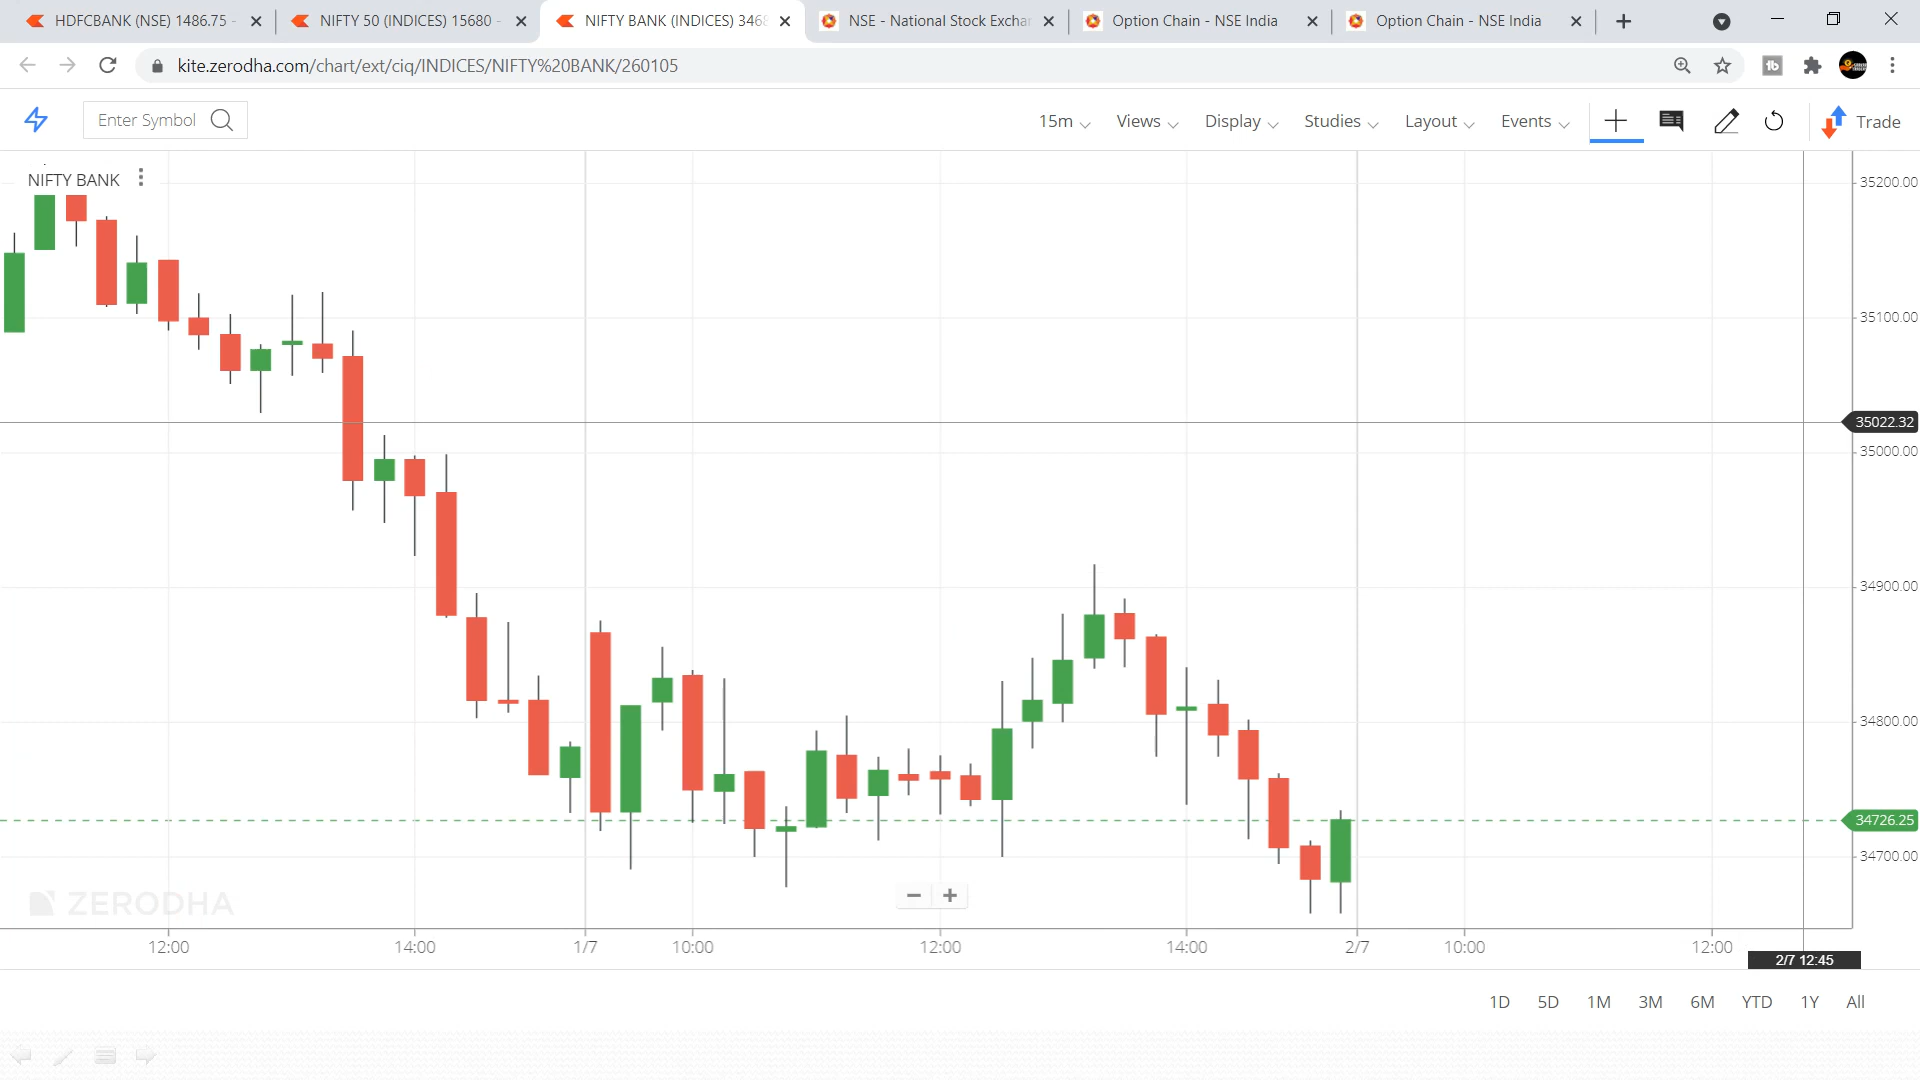 HDFCBANK (NSE) 1486.75 -
NIFTY 50 (INDICES) 15680 -
NIFTY BANK (INDICES) 346
NSE - National Stock Exchan
Option Chain - NSE India
Option Chain - NSE India
kite.zerodha.com/chart/ext/ciq/INDICES/NIFTY%20BANK/260105
Enter Symbol
15m
Views
Display
Studies
Layout
Events
Trade
NIFTY BANK
35200.00
35100.00
35022.32
35000.00
34900.00
34800.00
34726.25
34700.00
ZERODHA
12:00
14:00
1/7
10:00
12:00
14:00
2/7
10:00
12:00
2/7 12:45
1D
5D
1M
3M
6M
YTD
1Y
All